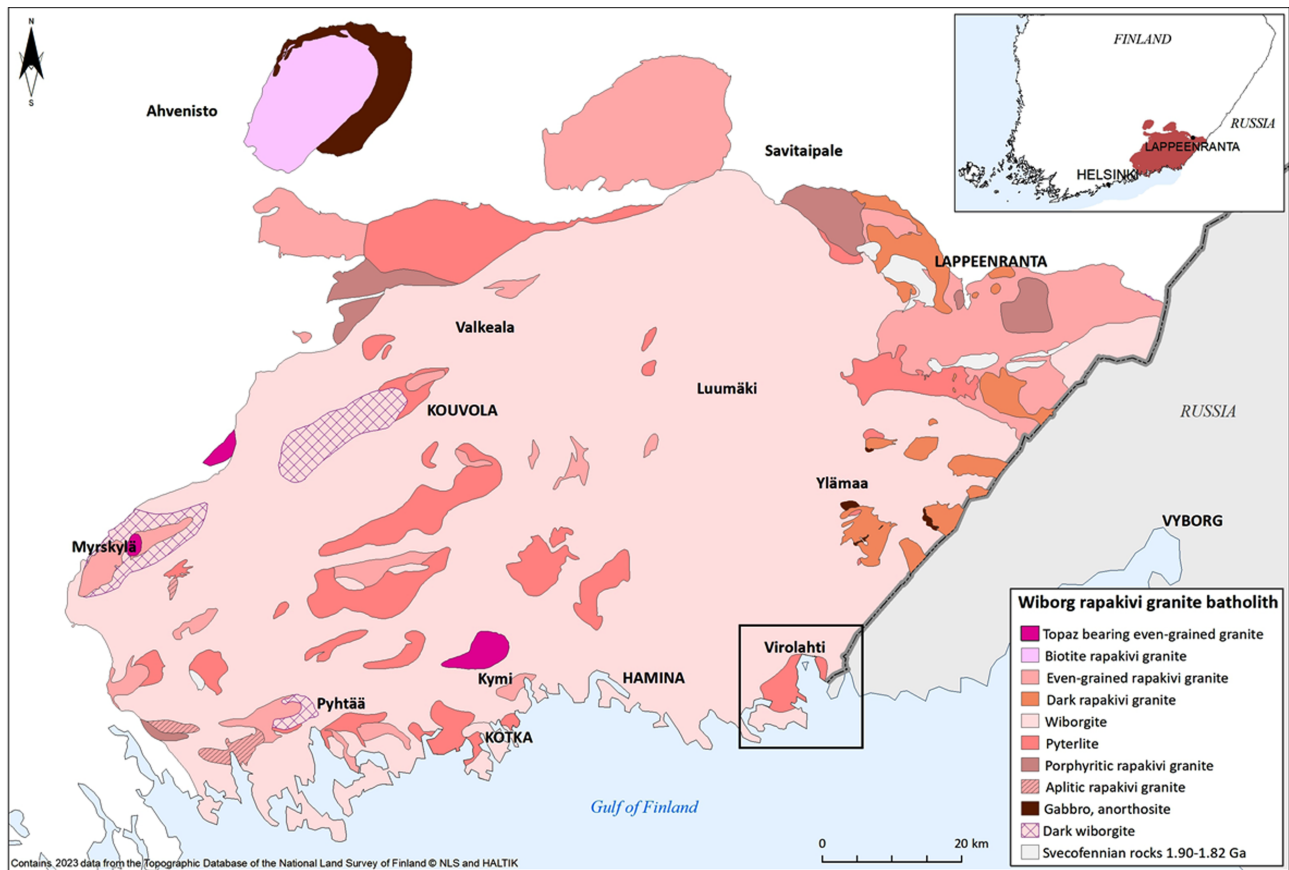 N
S
FINLAND
RUSSIA
LAPPEENRANTA
HELSINKI
Ahvenisto
Savitaipale
LAPPEENRANTA
Valkeala
Luumäki
KOUVOLA
RUSSIA
Ylämaa
VYBORG
Myrskylä
Virolahti
Kymi
HAMINA
Pyhtää
KOTKA
Gulf of Finland
0 20 km
Wiborg rapakivi granite batholith
Topaz bearing even-grained granite
Biotite rapakivi granite
Even-grained rapakivi granite
Dark rapakivi granite
Wiborgite
Pyterlite
Porphyritic rapakivi granite
Aplitic rapakivi granite
Gabbro, anorthosite
Dark wiborgite
Svecofennian rocks 1.90-1.82 Ga
Contains 2023 data from the Topographic Database of the National Land Survey of Finland © NLS and HALTIK